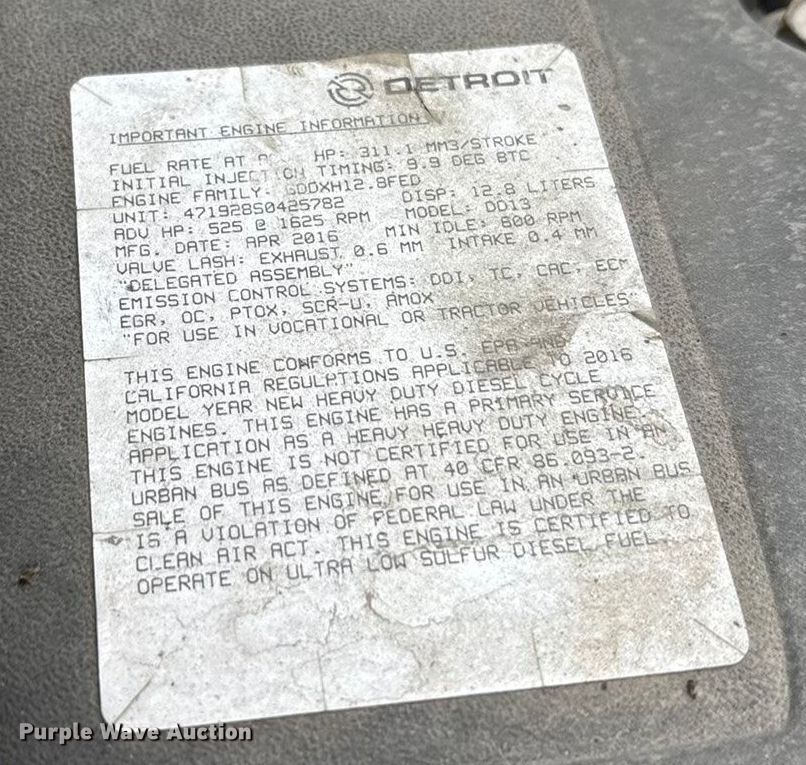 DETROIT
IMPORTANT ENGINE INFORMATION
FUEL RATE AT HP: 311.1 MM3/STROKE
INITIAL INJECTION TIMING: 9.9 DEG BTC
ENGINE FAMILY: GDDXH12.8FED
UNIT: 471928S0425782 DISP: 12.8 LITERS
ADV HP: 525 @ 1625 RPM MODEL: DD13
MFG. DATE: APR 2016 MIN IDLE: 600 RPM
VALVE LASH: EXHAUST 0.6 MM INTAKE 0.4 MM
"DELEGATED ASSEMBLY"
EMISSION CONTROL SYSTEMS: DDI, TC, CAC, ECM
EGR, OC, PTOX, SCR-U, AMOX
"FOR USE IN VOCATIONAL OR TRACTOR VEHICLES"
THIS ENGINE CONFORMS TO U.S. EPA AND
CALIFORNIA REGULATIONS APPLICABLE TO 2016
MODEL YEAR NEW HEAVY DUTY DIESEL CYCLE
ENGINES. THIS ENGINE HAS A PRIMARY SERVICE
APPLICATION AS A HEAVY HEAVY DUTY ENGINE.
THIS ENGINE IS NOT CERTIFIED FOR USE IN AN
URBAN BUS AS DEFINED AT 40 CFR 86.093-2.
SALE OF THIS ENGINE FOR USE IN AN URBAN BUS
IS A VIOLATION OF FEDERAL LAW UNDER THE
CLEAN AIR ACT. THIS ENGINE IS CERTIFIED TO
OPERATE ON ULTRA LOW SULFUR DIESEL FUEL
Purple Wave Auction